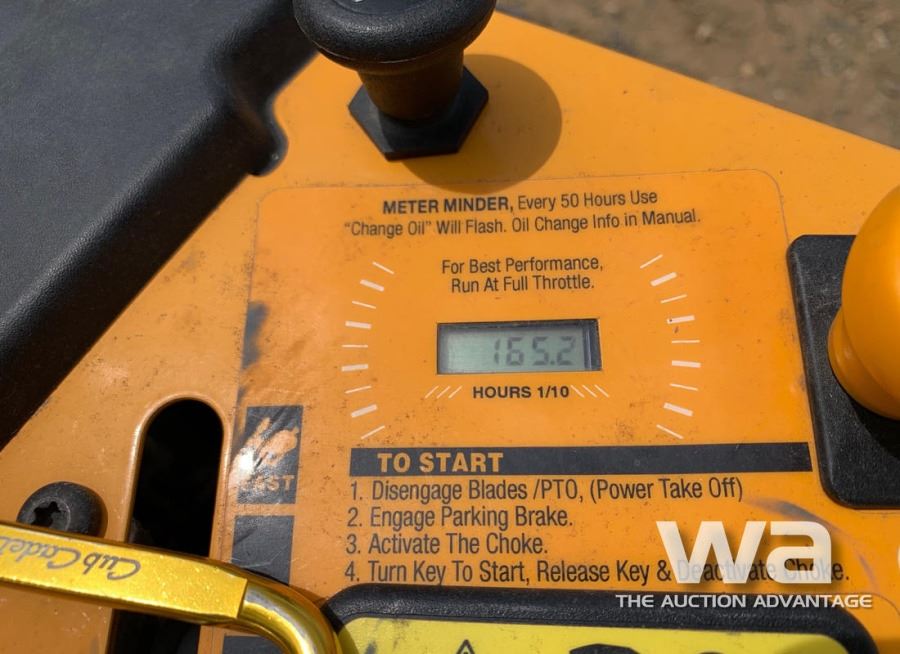 METER MINDER, Every 50 Hours Use
"Change Oil" Will Flash. Oil Change Info in Manual.
For Best Performance,
Run At Full Throttle.
165.2
HOURS 1/10
FAST
TO START
1. Disengage Blades /PTO, (Power Take Off)
2. Engage Parking Brake.
3. Activate The Choke.
4. Turn Key To Start, Release Key & Deactivate Choke.
Cub Cadet
wa
THE AUCTION ADVANTAGE